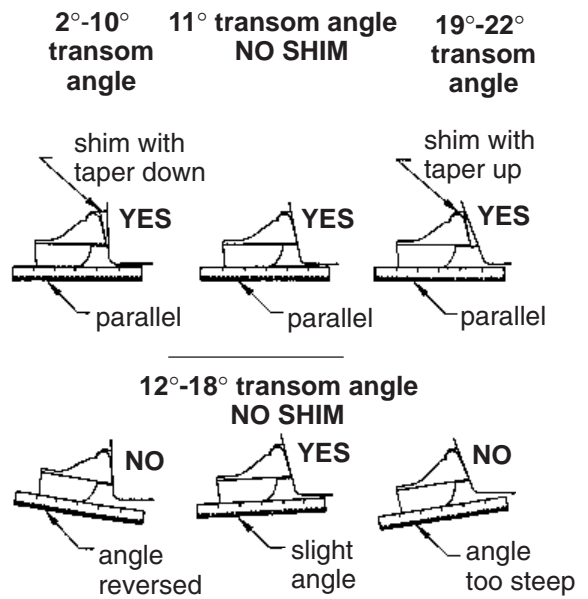 2°-10°
transom
angle
11° transom angle
NO SHIM
19°-22°
transom
angle
shim with
taper down
YES
parallel
YES
parallel
shim with
taper up
YES
parallel
12°-18° transom angle
NO SHIM
NO
angle
reversed
YES
slight
angle
NO
angle
too steep